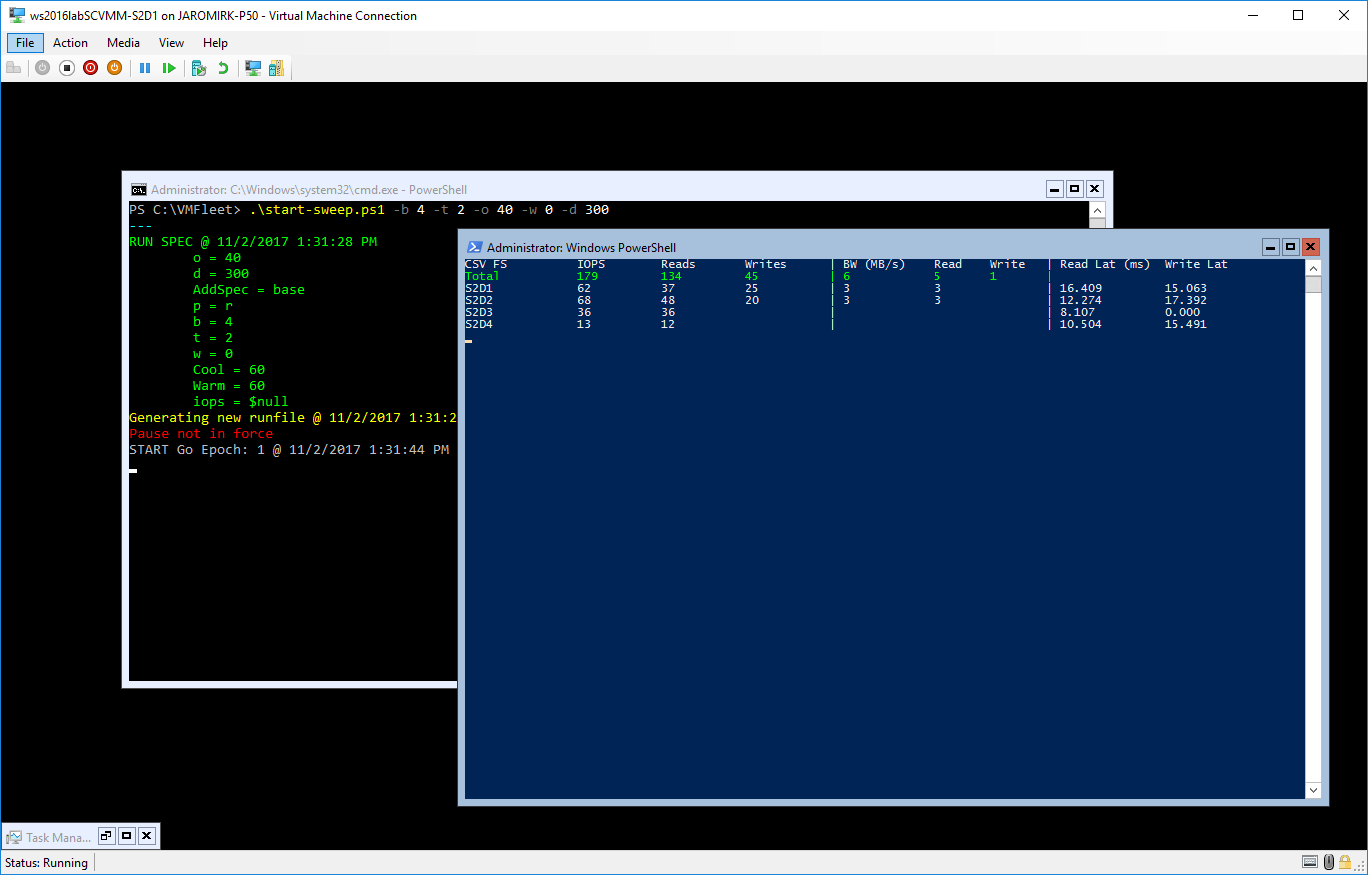 ws2016labSCVMM-S2D1 on JAROMIRK-P50 - Virtual Machine Connection
File Action Media View Help
Administrator: C:\Windows\system32\cmd.exe - PowerShell
PS C:\VMFleet> .\start-sweep.ps1 -b 4 -t 2 -o 40 -w 0 -d 300
---
RUN SPEC @ 11/2/2017 1:31:28 PM
o = 40
d = 300
AddSpec = base
p = r
b = 4
t = 2
w = 0
Cool = 60
Warm = 60
iops = $null
Generating new runfile @ 11/2/2017 1:31:2
Pause not in force
START Go Epoch: 1 @ 11/2/2017 1:31:44 PM
Administrator: Windows PowerShell
CSV FS IOPS Reads Writes | BW (MB/s) Read Write | Read Lat (ms) Write Lat
Total 179 134 45 | 6 5 1 |
S2D1 62 37 25 | 3 3 | 16.409 15.063
S2D2 68 48 20 | 3 3 | 12.274 17.392
S2D3 36 36 | | 8.107 0.000
S2D4 13 12 | | 10.504 15.491
Task Mana...
Status: Running